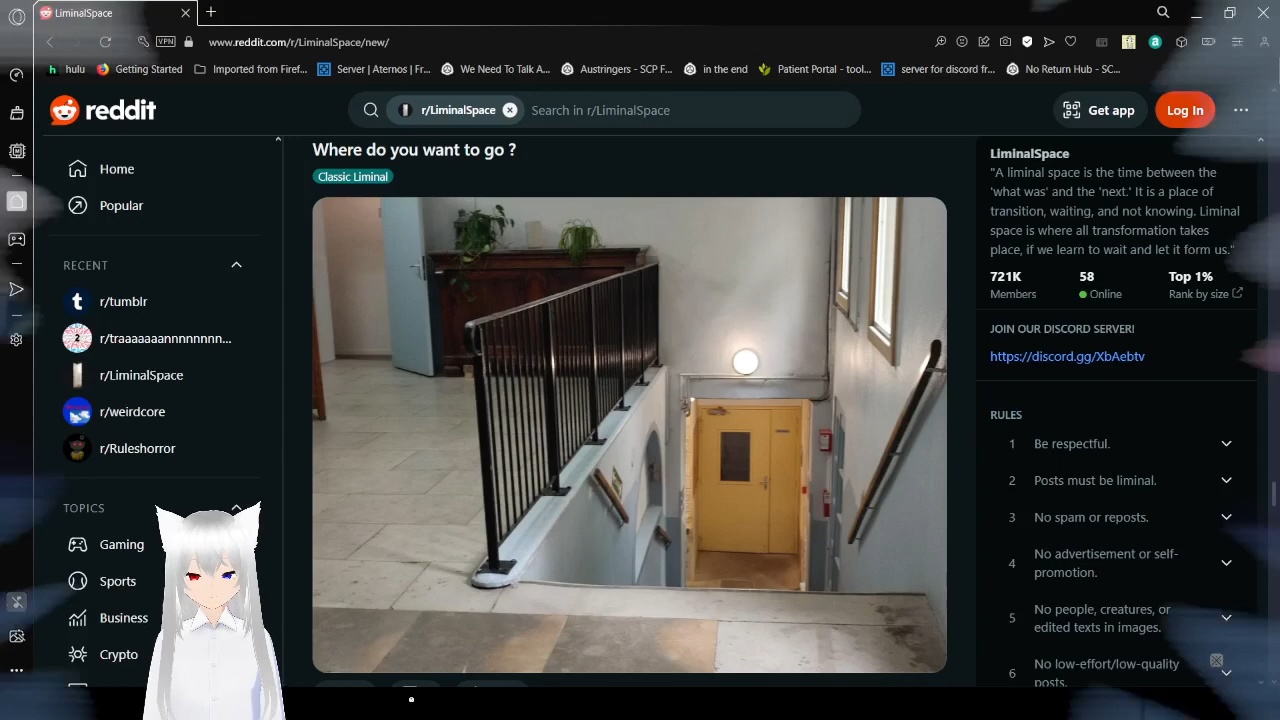 LiminalSpace
VPN
www.reddit.com/r/LiminalSpace/new/
hulu
Getting Started
Imported from Firef...
Server | Aternos | Fr...
We Need To Talk A...
Austringers - SCP F...
in the end
Patient Portal - tool...
server for discord fr...
No Return Hub - SC...
reddit
r/LiminalSpace
Search in r/LiminalSpace
Get app
Log In
Home
Popular
RECENT
r/tumblr
r/traaaaaaannnnnnnn...
r/LiminalSpace
r/weirdcore
r/Ruleshorror
TOPICS
Gaming
Sports
Business
Crypto
Where do you want to go ?
Classic Liminal
LiminalSpace
"A liminal space is the time between the
'what was' and the 'next.' It is a place of
transition, waiting, and not knowing. Liminal
space is where all transformation takes
place, if we learn to wait and let it form us."
721K
Members
58
Online
Top 1%
Rank by size
JOIN OUR DISCORD SERVER!
https://discord.gg/XbAebtv
RULES
1 Be respectful.
2 Posts must be liminal.
3 No spam or reposts.
4 No advertisement or self-
promotion.
5 No people, creatures, or
edited texts in images.
6 No low-effort/low-quality
posts.